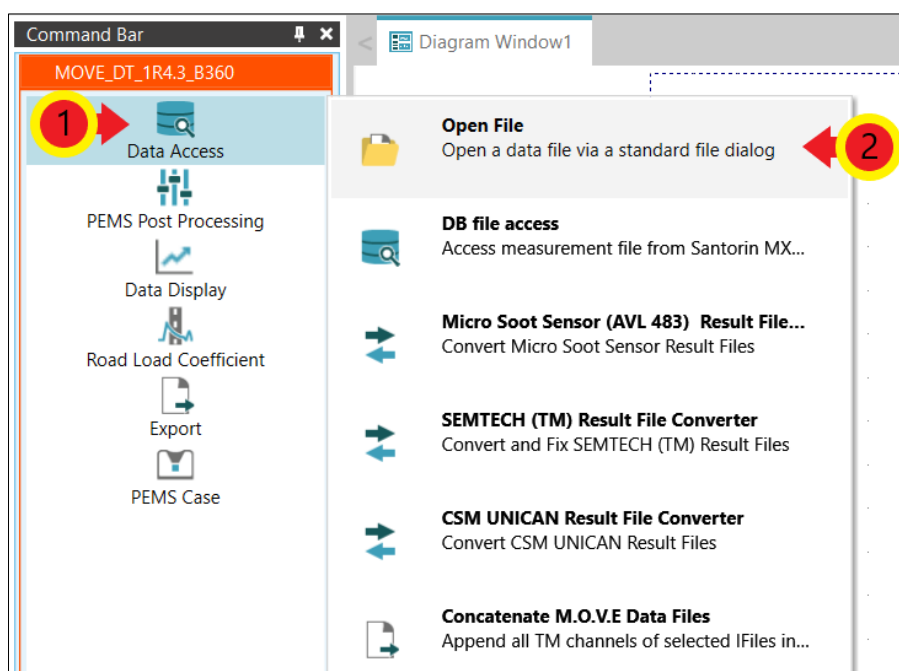 Command Bar
Diagram Window1
MOVE_DT_1R4.3_B360
1
Data Access
PEMS Post Processing
Data Display
Road Load Coefficient
Export
PEMS Case
Open File
Open a data file via a standard file dialog
2
DB file access
Access measurement file from Santorin MX...
Micro Soot Sensor (AVL 483)  Result File...
Convert Micro Soot Sensor Result Files
SEMTECH (TM) Result File Converter
Convert and Fix SEMTECH (TM) Result Files
CSM UNICAN Result File Converter
Convert CSM UNICAN Result Files
Concatenate M.O.V.E Data Files
Append all TM channels of selected IFiles in...